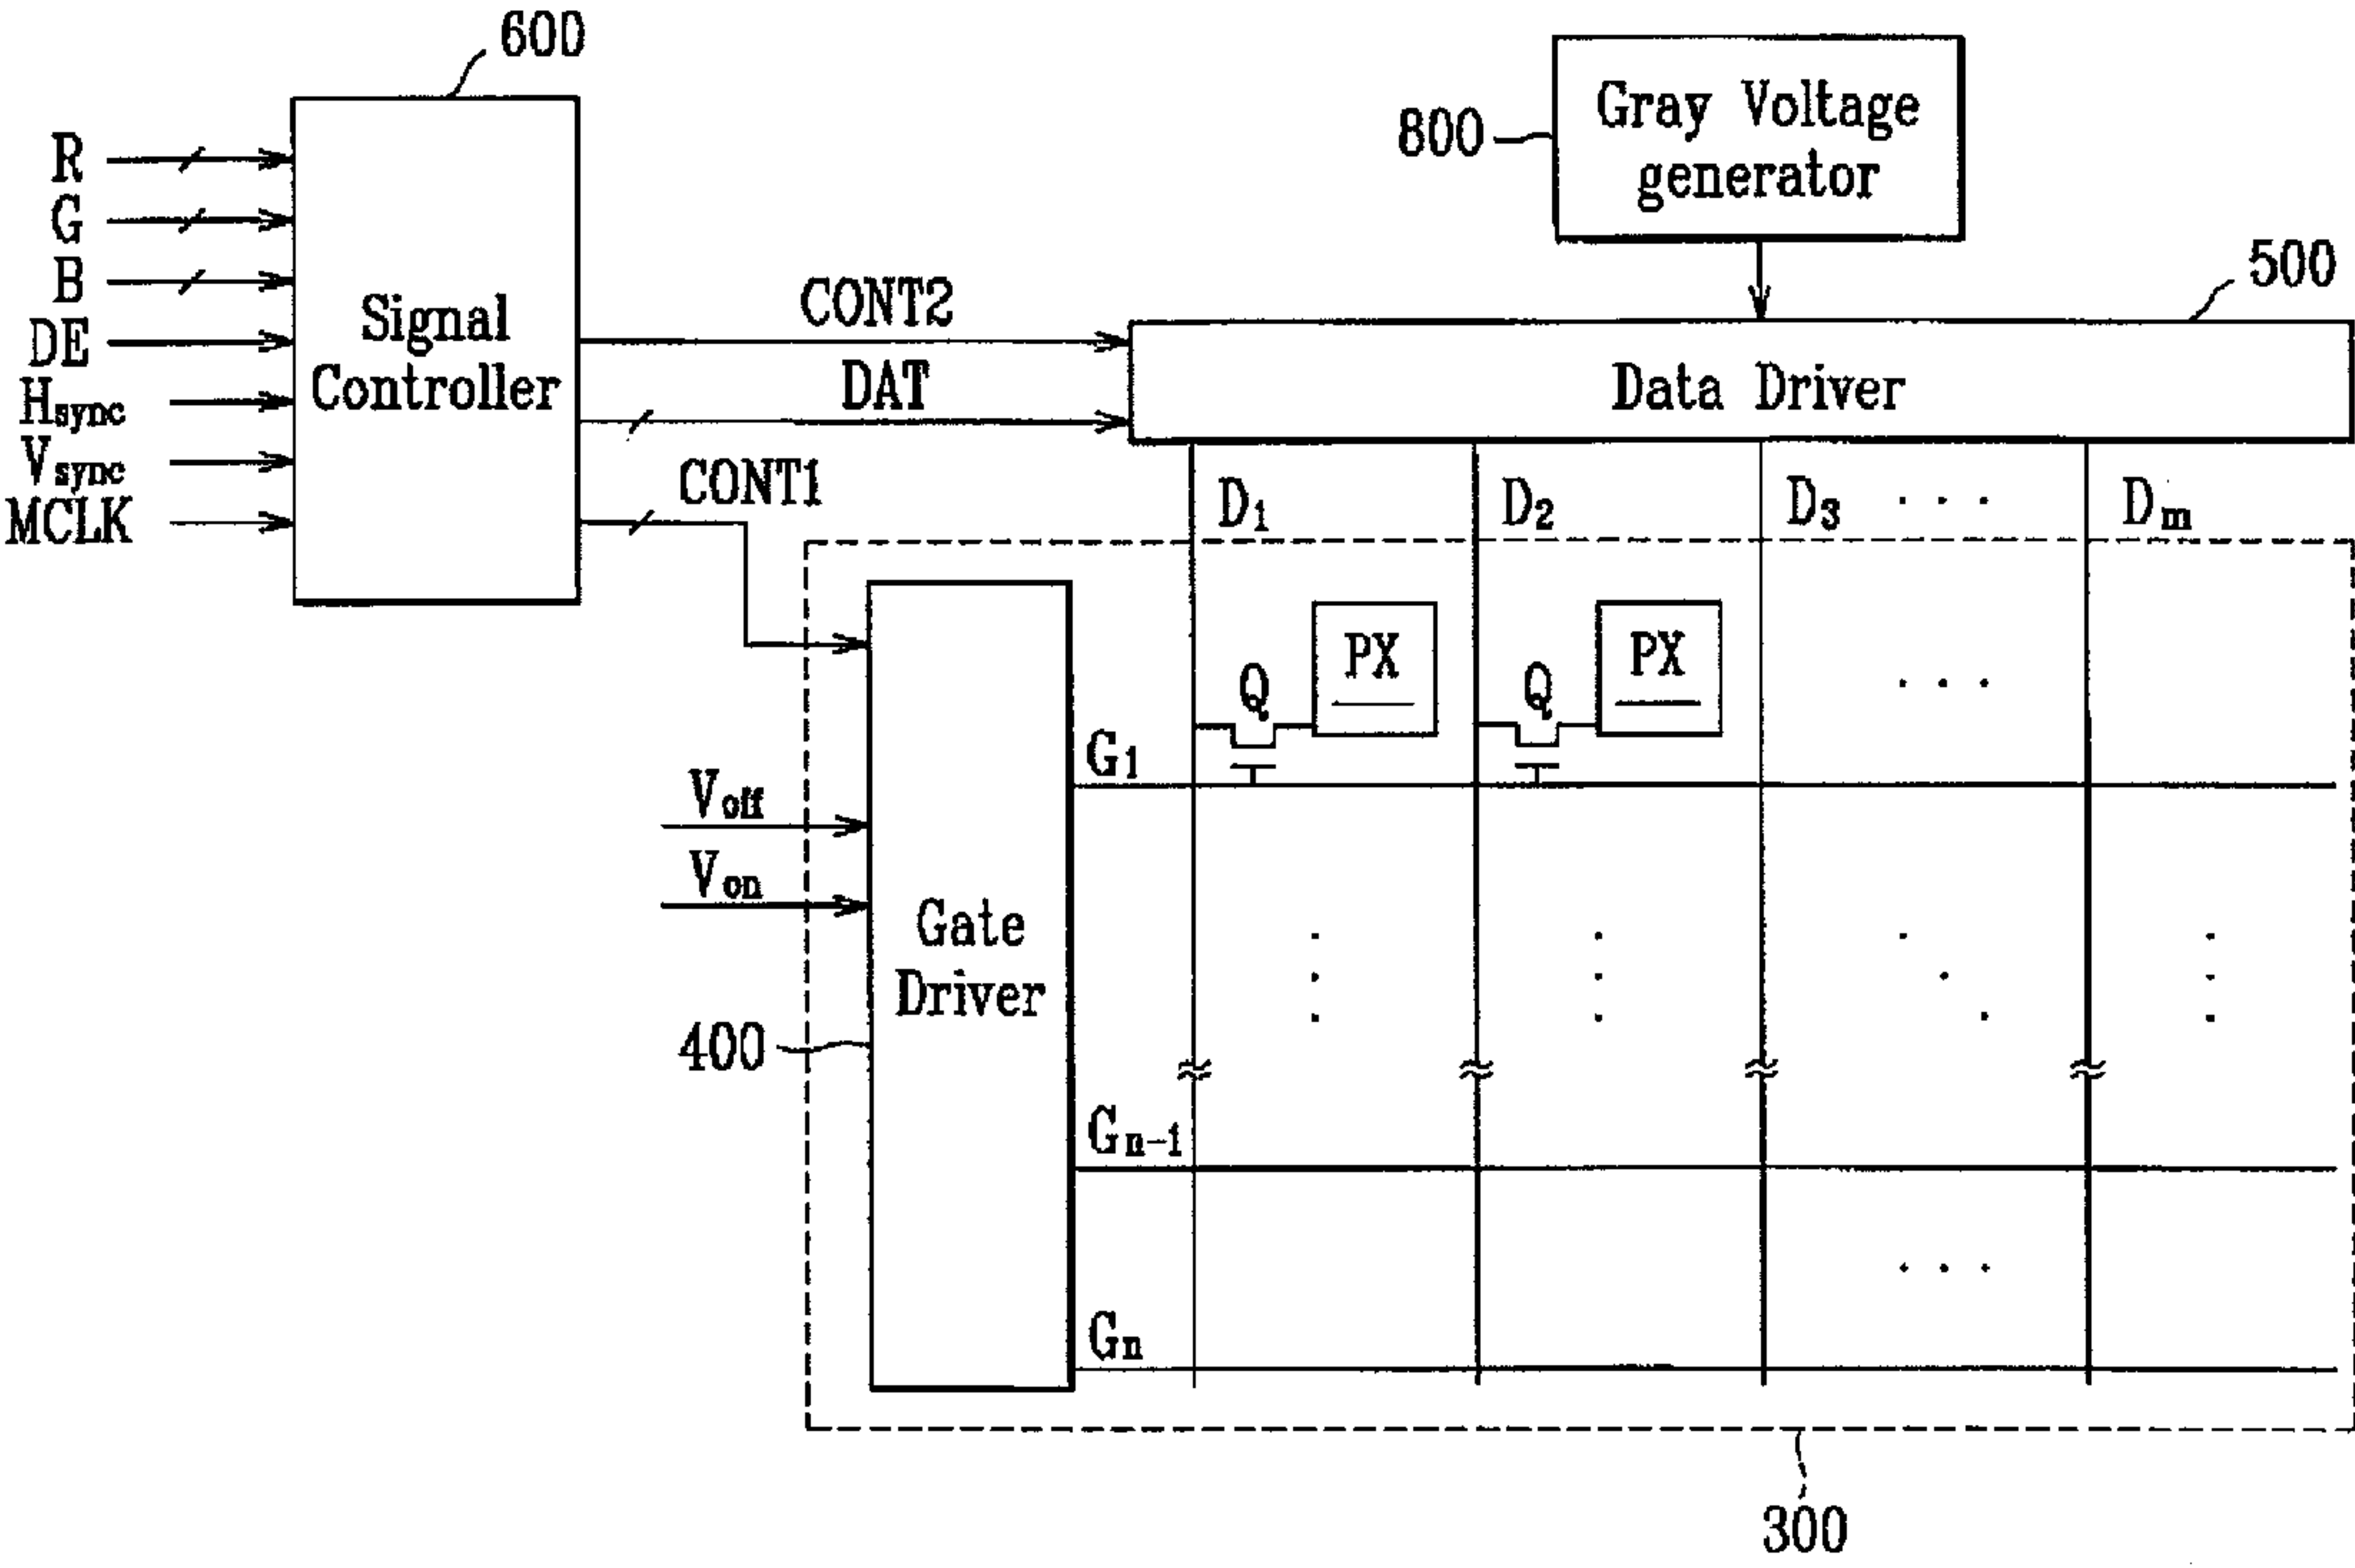 600
R
G
B
DE
Hsync
Vsync
MCLK
Signal
Controller
800
Gray Voltage
generator
500
CONT2
DAT
CONT1
Data Driver
D1
D2
D3
. . .
Dm
PX
PX
Q
Q
. . .
G1
Voff
Von
Gate
Driver
400
Gn-1
. . .
Gn
300